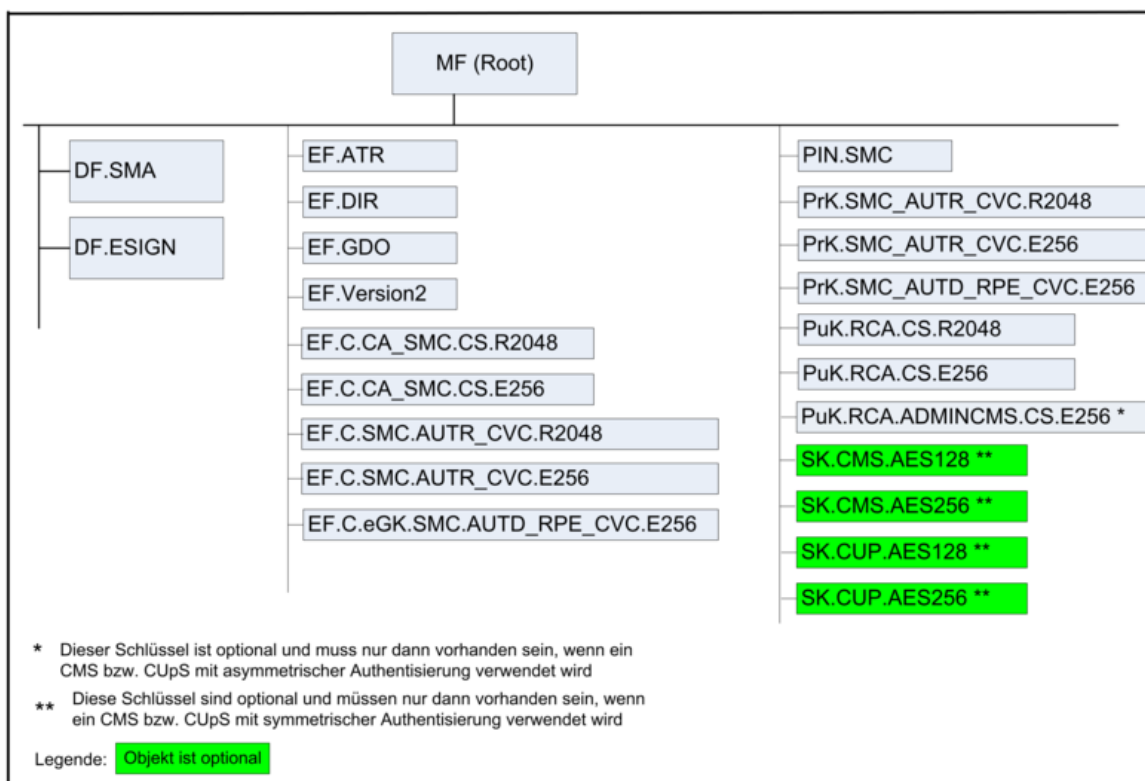 MF (Root)
DF.SMA
DF.ESIGN
EF.ATR
EF.DIR
EF.GDO
EF.Version2
EF.C.CA_SMC.CS.R2048
EF.C.CA_SMC.CS.E256
EF.C.SMC.AUTR_CVC.R2048
EF.C.SMC.AUTR_CVC.E256
EF.C.eGK.SMC.AUTD_RPE_CVC.E256
PIN.SMC
PrK.SMC_AUTR_CVC.R2048
PrK.SMC_AUTR_CVC.E256
PrK.SMC_AUTD_RPE_CVC.E256
PuK.RCA.CS.R2048
PuK.RCA.CS.E256
PuK.RCA.ADMINCMS.CS.E256 *
SK.CMS.AES128 **
SK.CMS.AES256 **
SK.CUP.AES128 **
SK.CUP.AES256 **
* Dieser Schlüssel ist optional und muss nur dann vorhanden sein, wenn ein
CMS bzw. CUpS mit asymmetrischer Authentisierung verwendet wird
** Diese Schlüssel sind optional und müssen nur dann vorhanden sein, wenn
ein CMS bzw. CUpS mit symmetrischer Authentisierung verwendet wird
Legende: Objekt ist optional